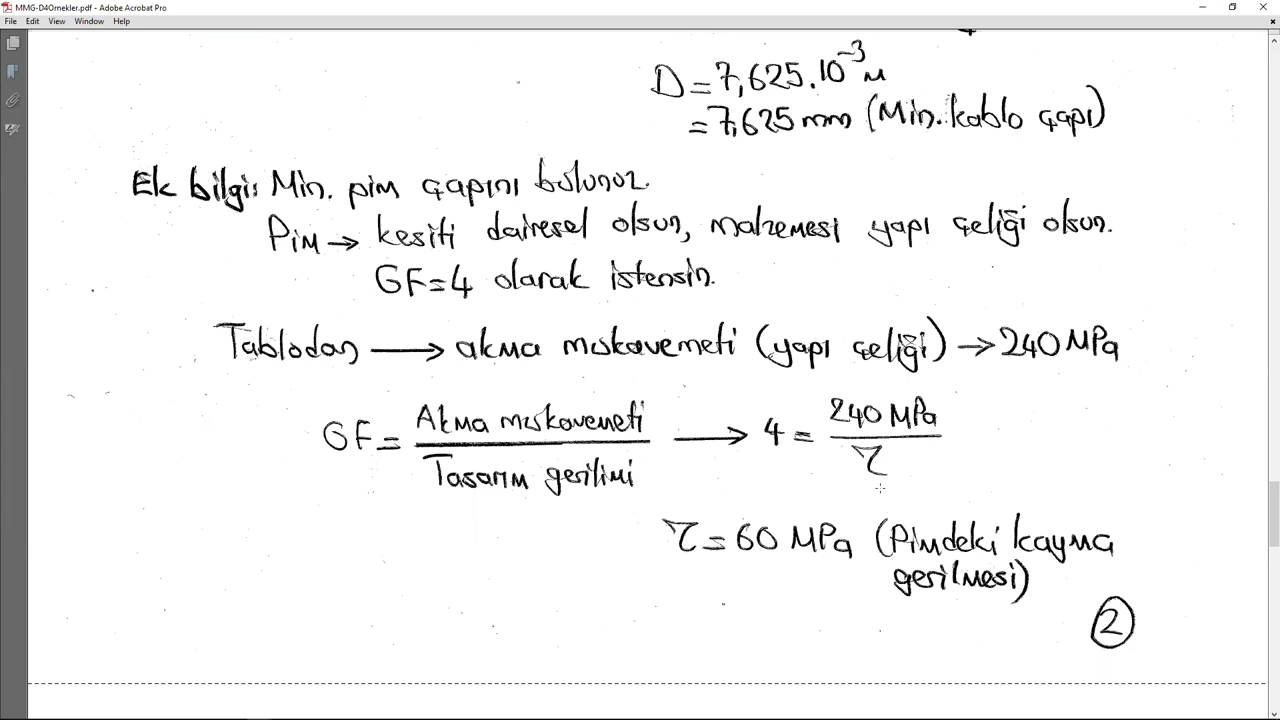 MMG-D4Ornekler.pdf - Adobe Acrobat Pro
File Edit View Window Help
D = 7,625.10⁻³ m
= 7,625 mm (Min. kablo çapı)
Ek bilgi: Min. pim çapını bulunuz.
Pim → kesiti dairesel olsun, malzemesi yapı çeliği olsun.
GF=4 olarak istensin.
Tablodan → akma mukavemeti (yapı çeliği) → 240 MPa
GF = Akma mukavemeti / Tasarım gerilimi → 4 = 240 MPa / τ
τ = 60 MPa (Pimdeki kayma
gerilmesi)
2